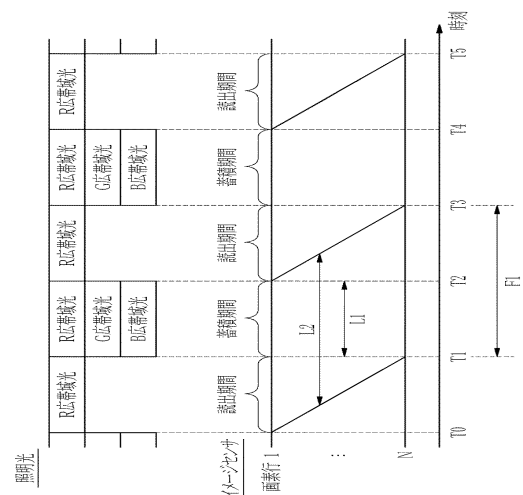 照明光
R広帯域光 R広帯域光 R広帯域光 R広帯域光 R広帯域光
G広帯域光 G広帯域光
B広帯域光 B広帯域光
イメージセンサ
読出期間 蓄積期間 読出期間 蓄積期間 読出期間
画素行 1
⋮
N
L2
L1
T0 T1 T2 T3 T4 T5 時刻
F1